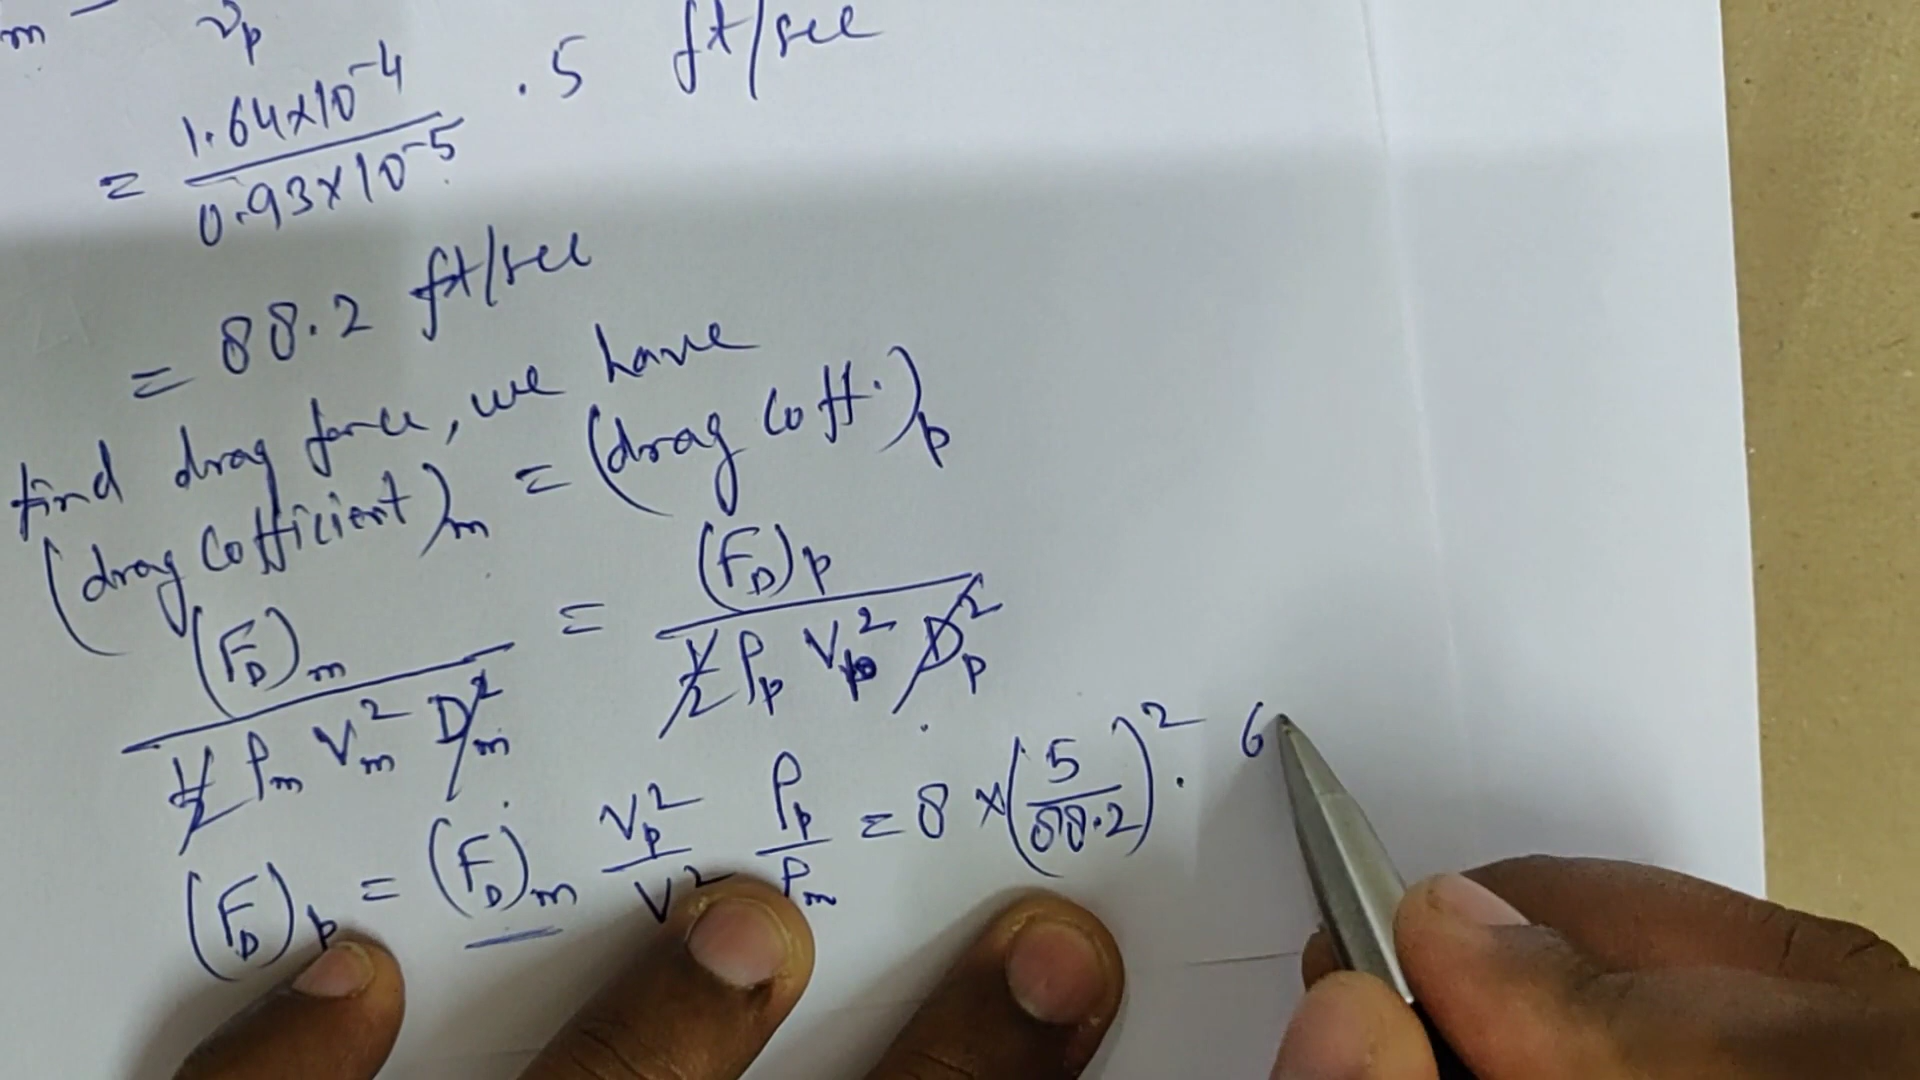 m = ν_p
= 1.64×10⁻⁴ / 0.93×10⁻⁵ . 5 ft/sec
= 88.2 ft/sec
find drag force, we have
(drag Cofficient)_m = (drag Coff.)_p
(F_D)_m / ½ ρ_m V_m² D_m² = (F_D)_p / ½ ρ_p V_p² D_p²
(F_D)_p = (F_D)_m V_p² / V² ρ_p / ρ_m = 8 × (5 / 88.2)² . 6